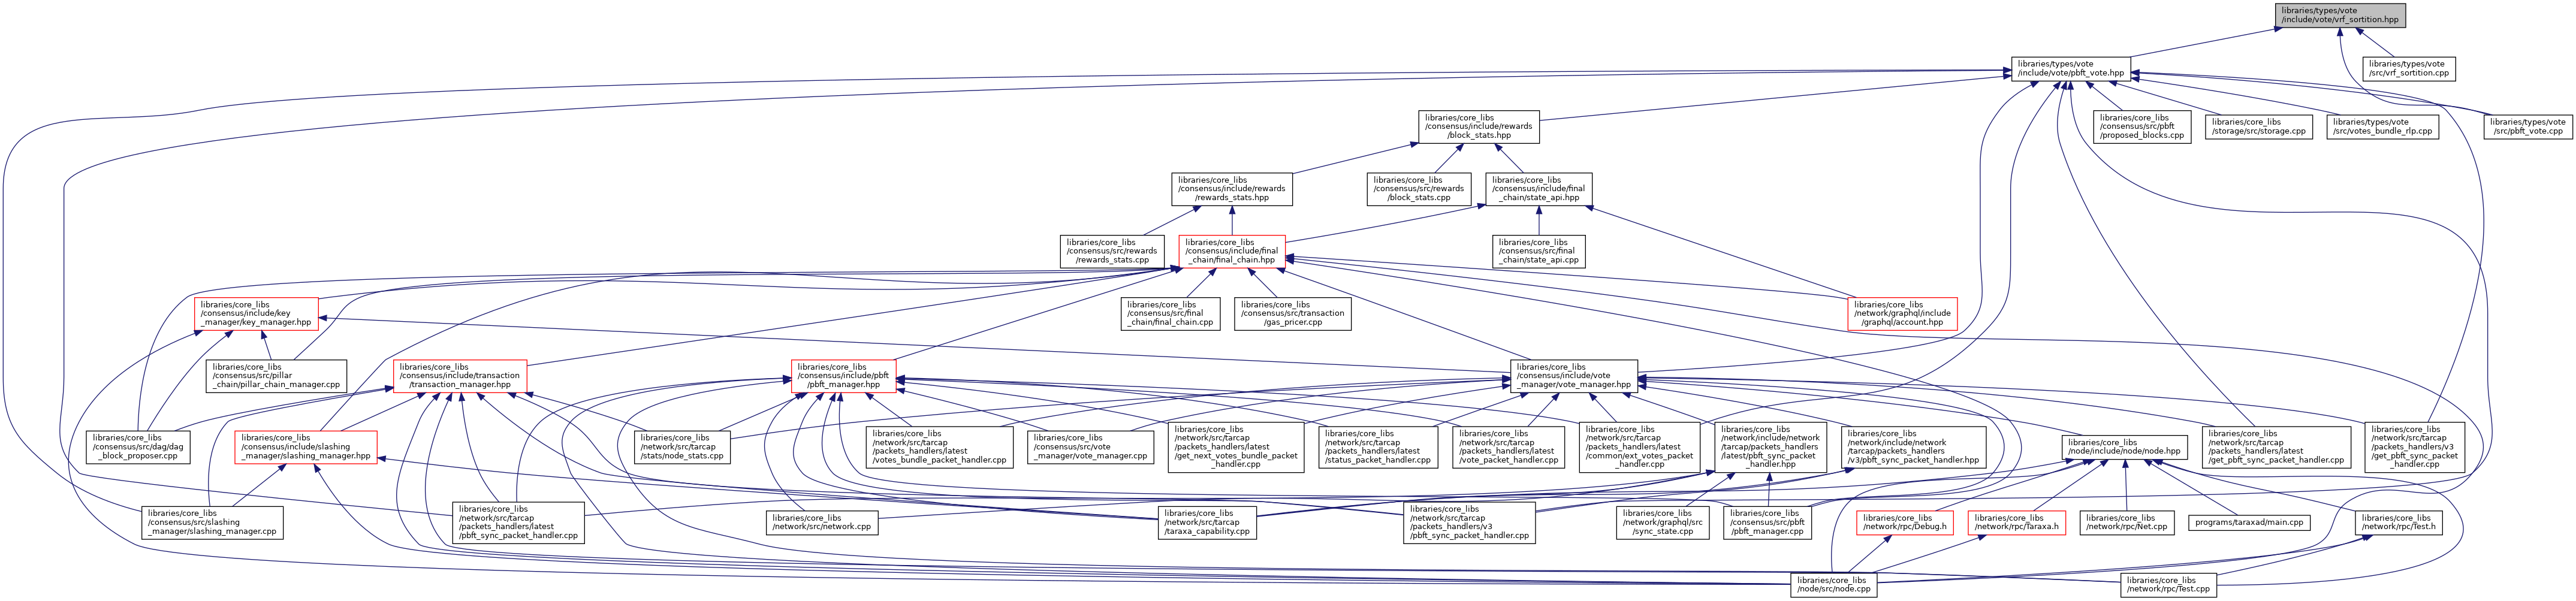 libraries/types/vote
/include/vote/vrf_sortition.hpp
libraries/types/vote
/include/vote/pbft_vote.hpp
libraries/types/vote
/src/vrf_sortition.cpp
libraries/core_libs
/consensus/include/rewards
/block_stats.hpp
libraries/core_libs
/consensus/src/pbft
/proposed_blocks.cpp
libraries/core_libs
/storage/src/storage.cpp
libraries/types/vote
/src/votes_bundle_rlp.cpp
libraries/types/vote
/src/pbft_vote.cpp
libraries/core_libs
/consensus/include/rewards
/rewards_stats.hpp
libraries/core_libs
/consensus/src/rewards
/block_stats.cpp
libraries/core_libs
/consensus/include/final
_chain/state_api.hpp
libraries/core_libs
/consensus/src/rewards
/rewards_stats.cpp
libraries/core_libs
/consensus/include/final
_chain/final_chain.hpp
libraries/core_libs
/consensus/src/final
_chain/state_api.cpp
libraries/core_libs
/consensus/include/key
_manager/key_manager.hpp
libraries/core_libs
/consensus/src/final
_chain/final_chain.cpp
libraries/core_libs
/consensus/src/transaction
/gas_pricer.cpp
libraries/core_libs
/network/graphql/include
/graphql/account.hpp
libraries/core_libs
/consensus/src/pillar
_chain/pillar_chain_manager.cpp
libraries/core_libs
/consensus/include/transaction
/transaction_manager.hpp
libraries/core_libs
/consensus/include/pbft
/pbft_manager.hpp
libraries/core_libs
/consensus/include/vote
_manager/vote_manager.hpp
libraries/core_libs
/consensus/src/dag/dag
_block_proposer.cpp
libraries/core_libs
/consensus/include/slashing
_manager/slashing_manager.hpp
libraries/core_libs
/network/src/tarcap
/stats/node_stats.cpp
libraries/core_libs
/network/src/tarcap
/packets_handlers/latest
/votes_bundle_packet_handler.cpp
libraries/core_libs
/consensus/src/vote
_manager/vote_manager.cpp
libraries/core_libs
/network/src/tarcap
/packets_handlers/latest
/get_next_votes_bundle_packet
_handler.cpp
libraries/core_libs
/network/src/tarcap
/packets_handlers/latest
/status_packet_handler.cpp
libraries/core_libs
/network/src/tarcap
/packets_handlers/latest
/vote_packet_handler.cpp
libraries/core_libs
/network/src/tarcap
/packets_handlers/latest
/common/ext_votes_packet
_handler.cpp
libraries/core_libs
/network/include/network
/tarcap/packets_handlers
/latest/pbft_sync_packet
_handler.hpp
libraries/core_libs
/network/include/network
/tarcap/packets_handlers
/v3/pbft_sync_packet_handler.hpp
libraries/core_libs
/node/include/node/node.hpp
libraries/core_libs
/network/src/tarcap
/packets_handlers/latest
/get_pbft_sync_packet_handler.cpp
libraries/core_libs
/network/src/tarcap
/packets_handlers/v3
/get_pbft_sync_packet
_handler.cpp
libraries/core_libs
/consensus/src/slashing
_manager/slashing_manager.cpp
libraries/core_libs
/network/src/tarcap
/packets_handlers/latest
/pbft_sync_packet_handler.cpp
libraries/core_libs
/network/src/network.cpp
libraries/core_libs
/network/src/tarcap
/taraxa_capability.cpp
libraries/core_libs
/network/src/tarcap
/packets_handlers/v3
/pbft_sync_packet_handler.cpp
libraries/core_libs
/network/graphql/src
/sync_state.cpp
libraries/core_libs
/consensus/src/pbft
/pbft_manager.cpp
libraries/core_libs
/network/rpc/Debug.h
libraries/core_libs
/network/rpc/Taraxa.h
libraries/core_libs
/network/rpc/Net.cpp
programs/taraxad/main.cpp
libraries/core_libs
/network/rpc/Test.h
libraries/core_libs
/node/src/node.cpp
libraries/core_libs
/network/rpc/Test.cpp